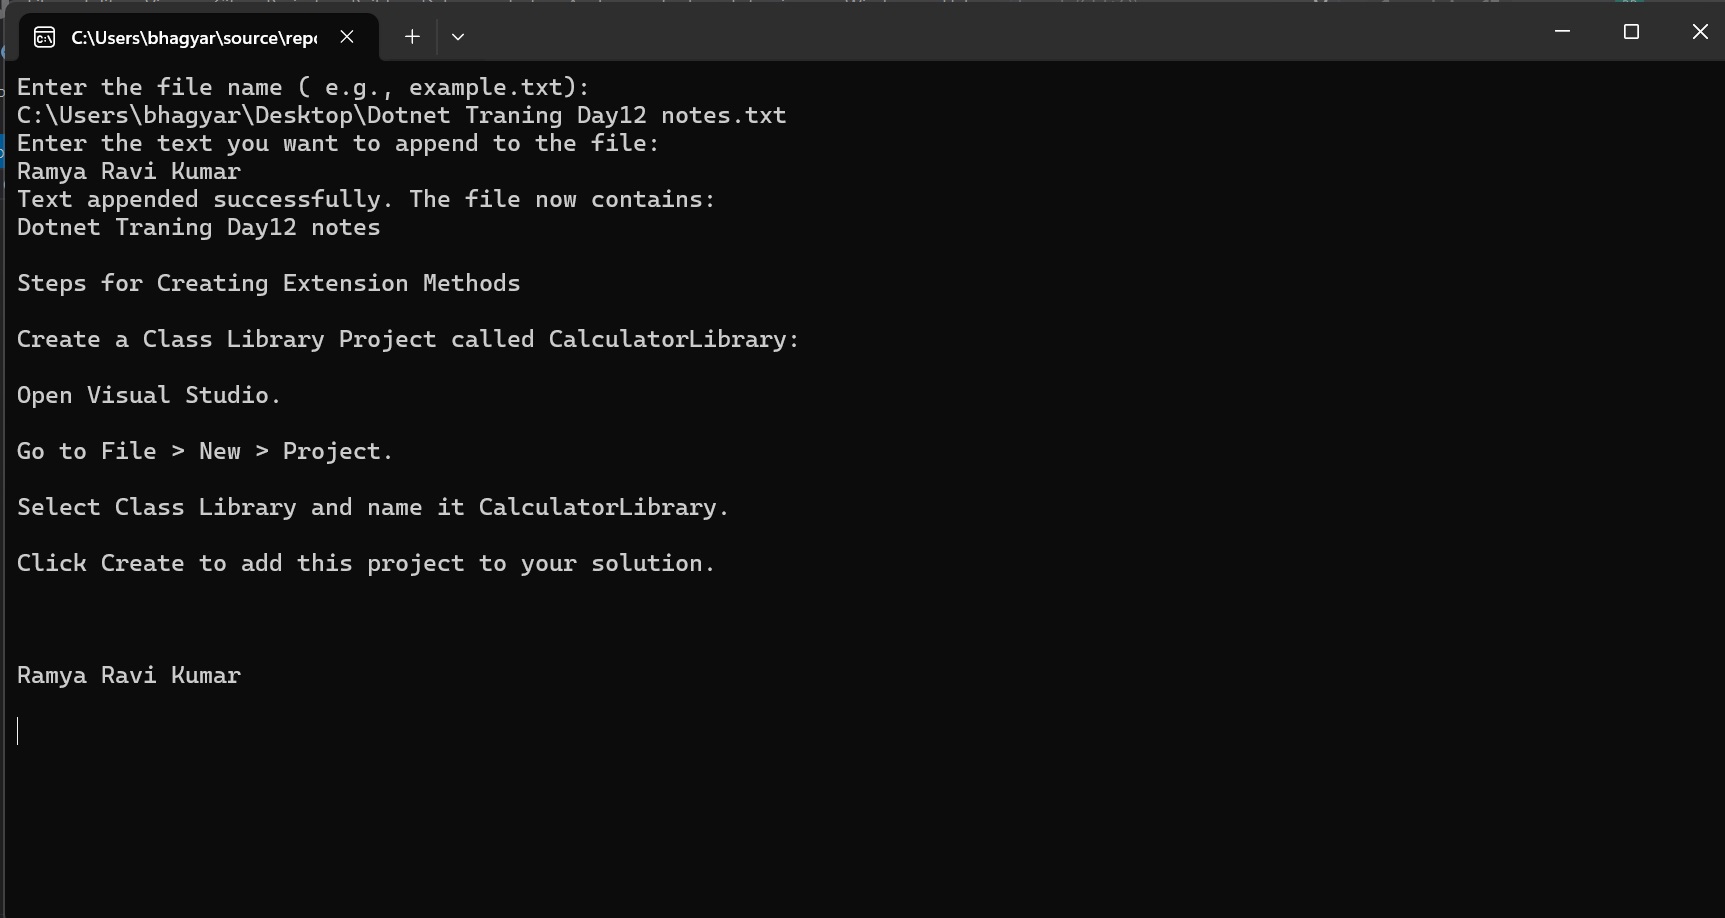 C:\Users\bhagyar\source\repo
Enter the file name ( e.g., example.txt):
C:\Users\bhagyar\Desktop\Dotnet Traning Day12 notes.txt
Enter the text you want to append to the file:
Ramya Ravi Kumar
Text appended successfully. The file now contains:
Dotnet Traning Day12 notes
Steps for Creating Extension Methods
Create a Class Library Project called CalculatorLibrary:
Open Visual Studio.
Go to File > New > Project.
Select Class Library and name it CalculatorLibrary.
Click Create to add this project to your solution.
Ramya Ravi Kumar